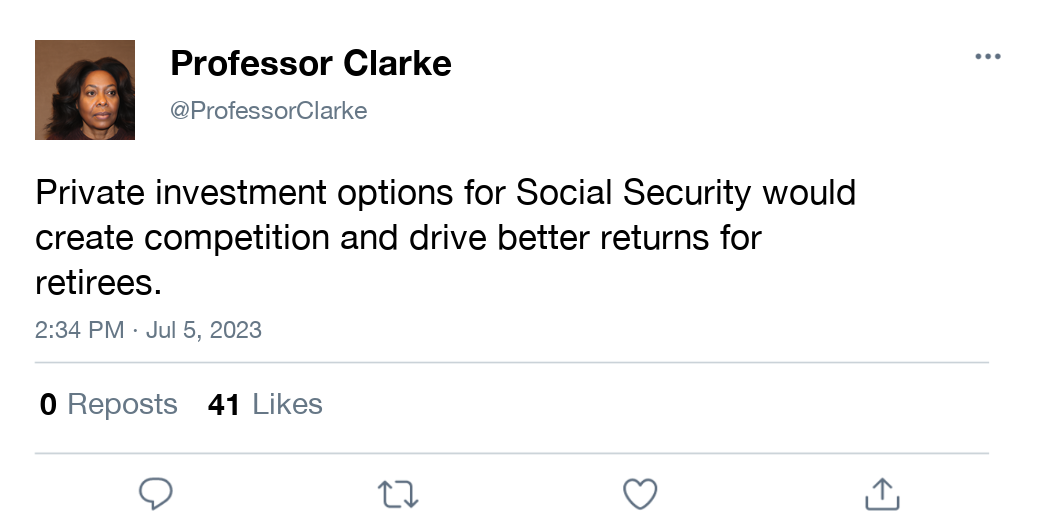 Professor Clarke
@ProfessorClarke
Private investment options for Social Security would
create competition and drive better returns for
retirees.
2:34 PM · Jul 5, 2023
0 Reposts 41 Likes